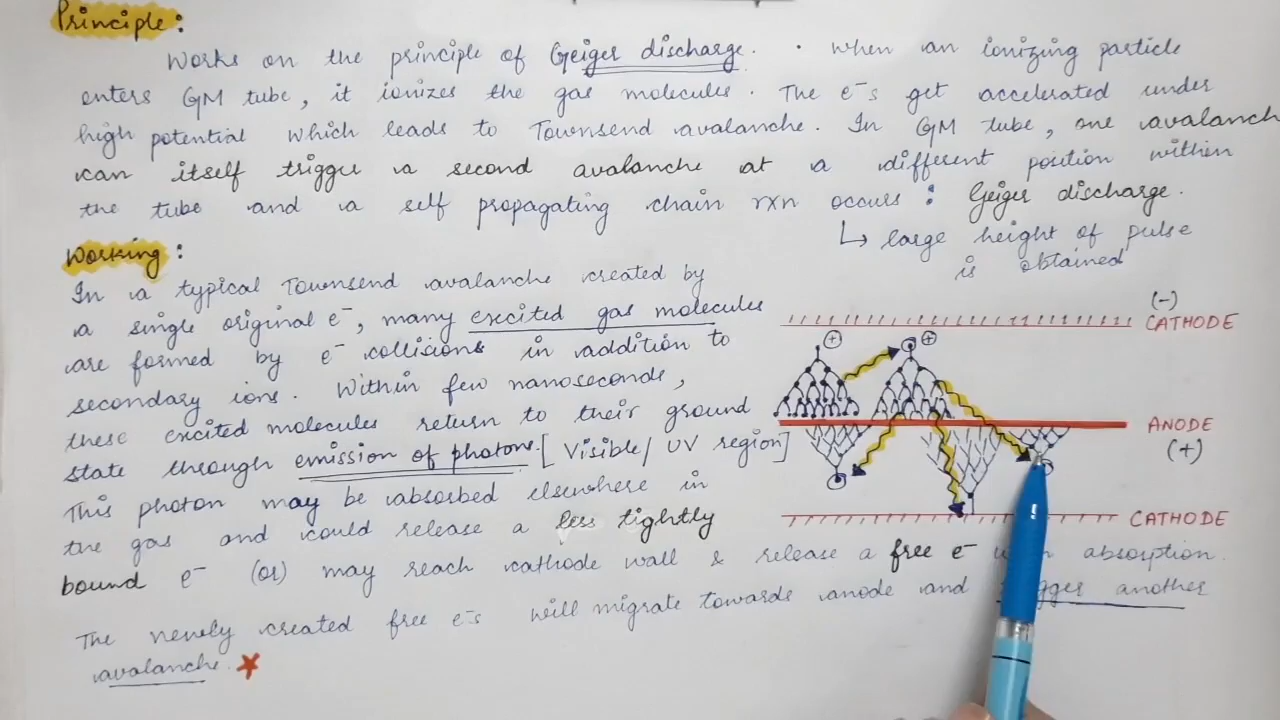 Principle:
Works on the principle of Geiger discharge. · When an ionizing particle
enters GM tube, it ionizes the gas molecules. The e⁻s get accelerated under
high potential which leads to Townsend avalanche. In GM tube, one avalanch
can itself trigger a second avalanche at a different position within
the tube and a self propagating chain rxn occurs : Geiger discharge.
↳ large height of pulse
is obtained
Working:
In a typical Townsend avalanche created by
a single original e⁻, many excited gas molecules
are formed by e⁻ collisions in addition to
secondary ions. Within few nanoseconds,
these excited molecules return to their ground
state through emission of photons. [Visible/ UV region]
This photon may be absorbed elsewhere in
the gas and could release a less tightly
bound e⁻ (or) may reach cathode wall & release a free e⁻ absorption.
The newly created free e⁻s will migrate towards anode and another
avalanche.
(-)
CATHODE
+ +
ANODE
(+)
CATHODE